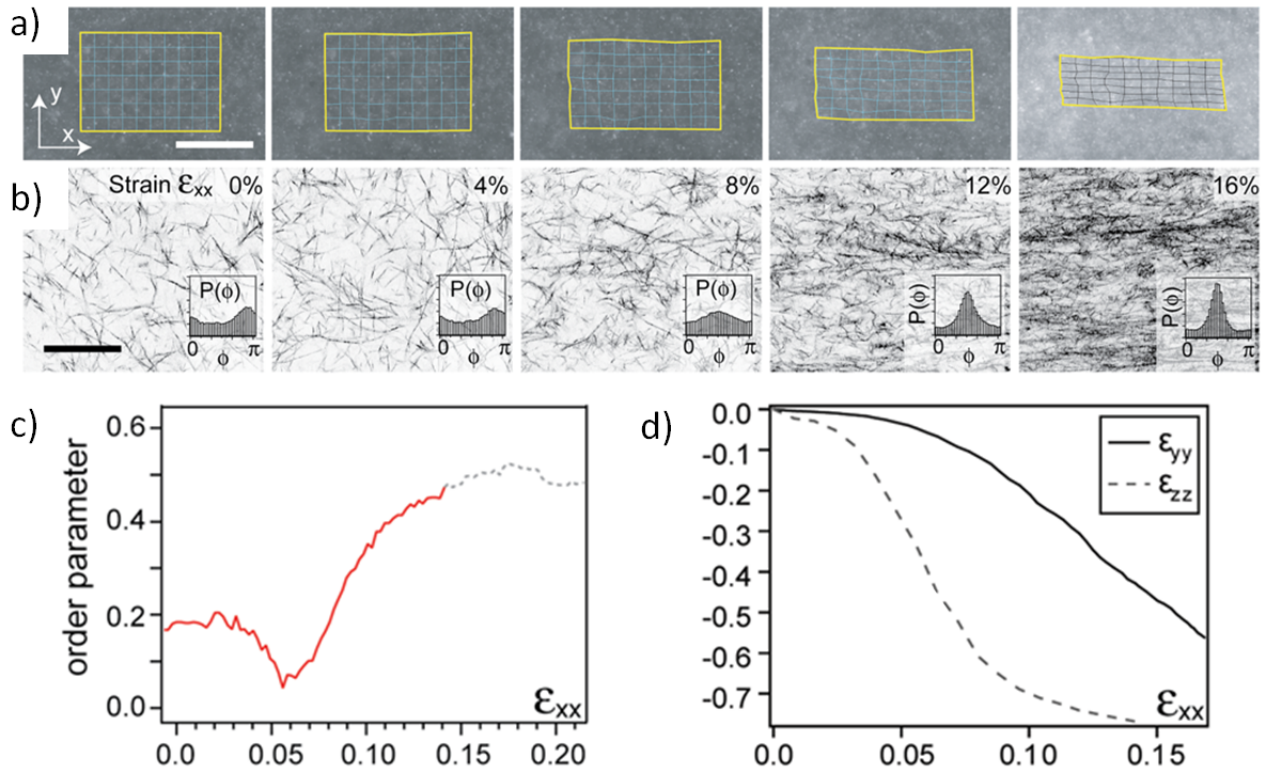 a)
y
x
b)
Strain Ɛxx 0%
4%
8%
12%
16%
P(ϕ)
0 π
ϕ
P(ϕ)
0 π
ϕ
P(ϕ)
0 π
ϕ
P(ϕ)
0 π
ϕ
P(ϕ)
0 π
ϕ
c)
order parameter
0.6
0.4
0.2
0.0
Ɛxx
0.0 0.05 0.10 0.15 0.20
d)
0.0
-0.1
-0.2
-0.3
-0.4
-0.5
-0.6
-0.7
εyy
εzz
Ɛxx
0.0 0.05 0.10 0.15